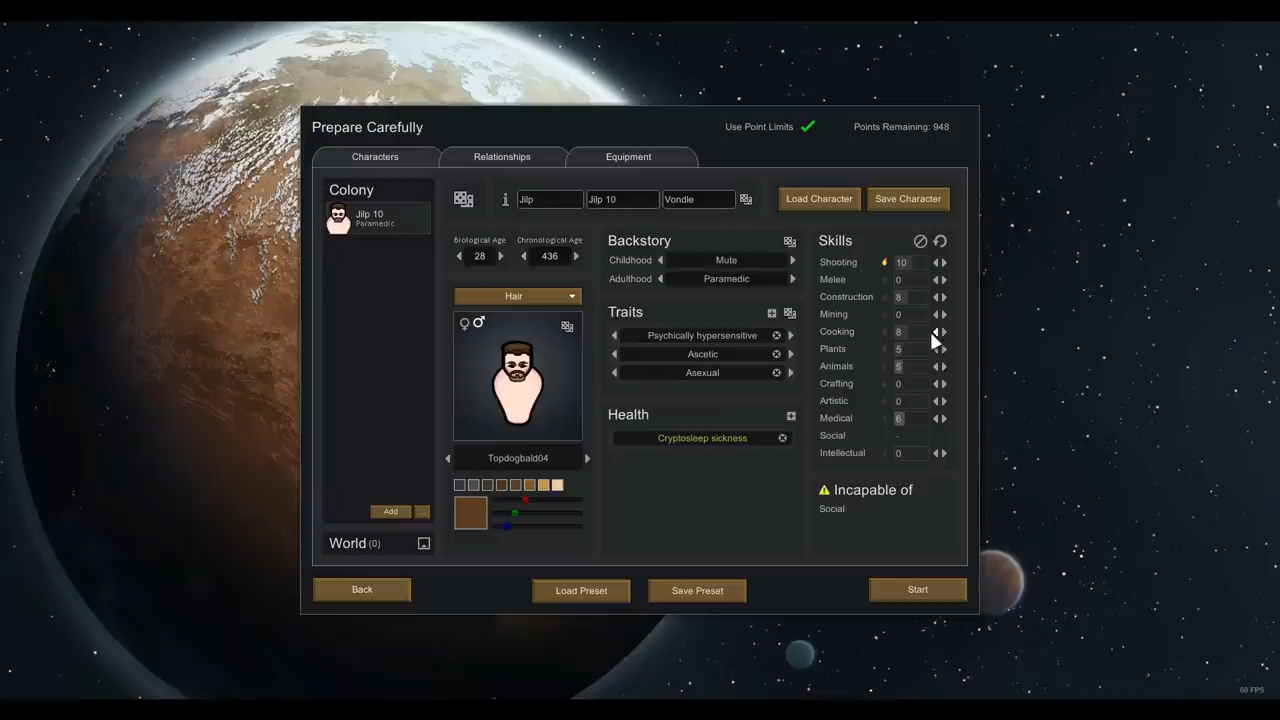 Prepare Carefully
Use Point Limits
Points Remaining: 948
Characters
Relationships
Equipment
Colony
Jilp 10
Paramedic
Add
...
World (0)
Jilp
Jilp 10
Vondle
Load Character
Save Character
Biological Age
Chronological Age
28
436
Hair
Topdogbald04
Backstory
Childhood
Mute
Adulthood
Paramedic
Traits
Psychically hypersensitive
Ascetic
Asexual
Health
Cryptosleep sickness
Skills
Shooting 10
Melee 0
Construction 8
Mining 0
Cooking 8
Plants 5
Animals 5
Crafting 0
Artistic 0
Medical 6
Social -
Intellectual 0
Incapable of
Social
Back
Load Preset
Save Preset
Start
60 FPS